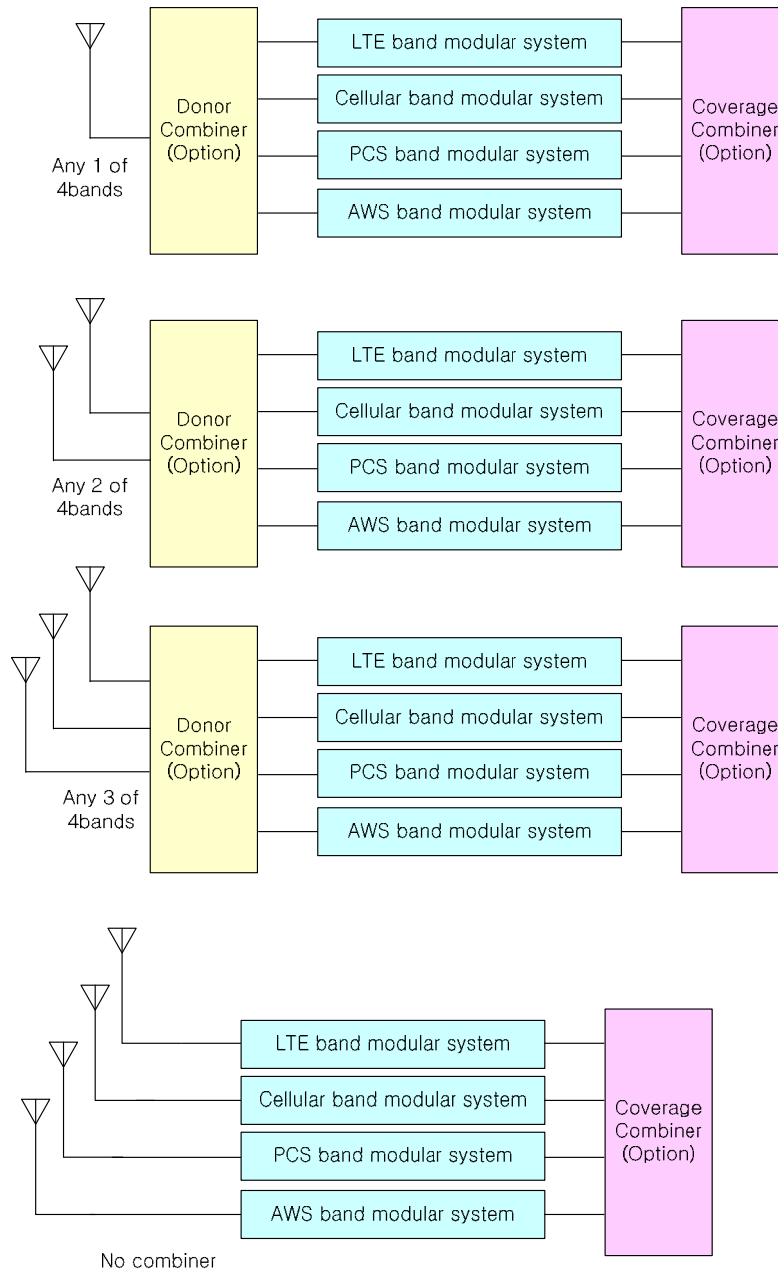 LTE band modular system
Cellular band modular system
PCS band modular system
AWS band modular system
Donor
Combiner
(Option)
Coverage
Combiner
(Option)
Any 1 of
4bands
LTE band modular system
Cellular band modular system
PCS band modular system
AWS band modular system
Donor
Combiner
(Option)
Coverage
Combiner
(Option)
Any 2 of
4bands
LTE band modular system
Cellular band modular system
PCS band modular system
AWS band modular system
Donor
Combiner
(Option)
Coverage
Combiner
(Option)
Any 3 of
4bands
LTE band modular system
Cellular band modular system
PCS band modular system
AWS band modular system
Coverage
Combiner
(Option)
No combiner